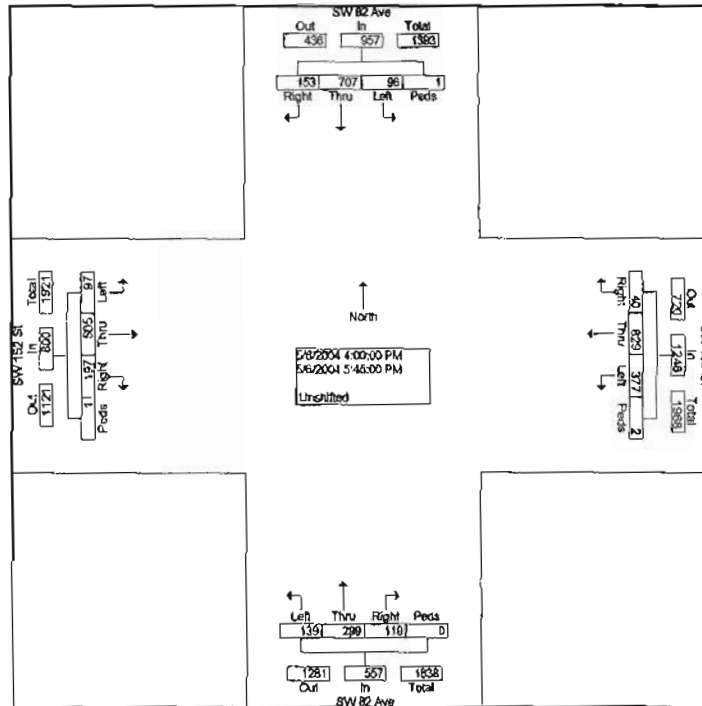 SW 82 Ave
Out In Total
436 957 1393
153 707 96 1
Right Thru Left Peds
SW 152 St
Total In Out
1921 800 1121
97 505 197 1
Left Thru Right Peds
North
5/6/2004 4:00:00 PM
5/6/2004 5:45:00 PM
Unshifted
Right Thru Left Peds
40 829 377 2
720 1248 1968
Out In Total
Left Thru Right Peds
139 299 119 0
1281 557 1838
Out In Total
SW 82 Ave